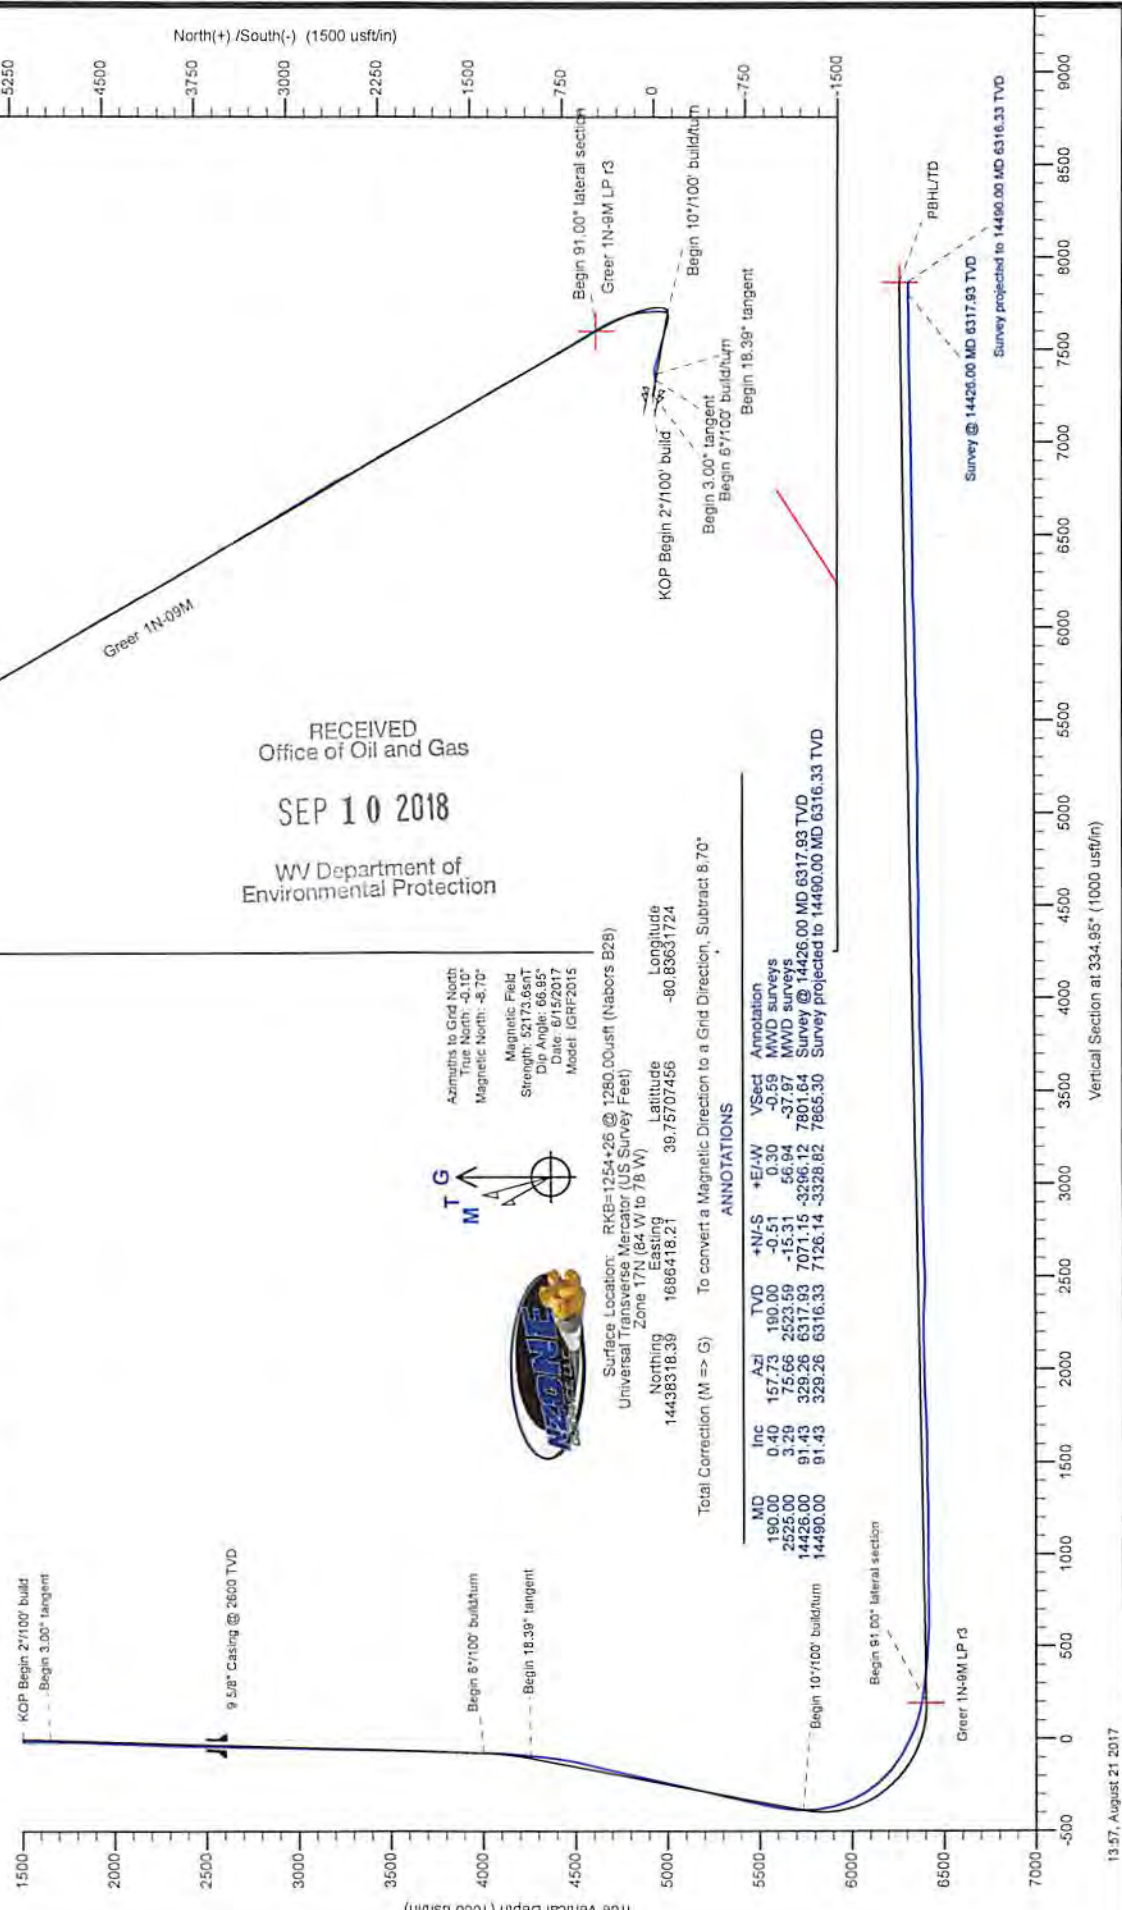 North(+) /South(-) (1500 usft/in)
5250
4500
3750
3000
2250
1500
750
0
-750
-1500
Begin 91.00° lateral section
Greer 1N-9M LP r3
Begin 10°/100' build/turn
Begin 18.39° tangent
Begin 3.00° tangent
Begin 6°/100' build/turn
KOP Begin 2°/100' build
Greer 1N-09M
RECEIVED
Office of Oil and Gas
SEP 10 2018
WV Department of
Environmental Protection
Azimuths to Grid North
True North: -0.10°
Magnetic North: -8.70°
Magnetic Field
Strength: 52173.6snT
Dip Angle: 66.95°
Date: 6/15/2017
Model: IGRF2015
T G
M
Surface Location: RKB=1254+26 @ 1280.00usft (Nabors B28)
Universal Transverse Mercator (US Survey Feet)
Zone 17N (84 W to 78 W)
Northing Easting Latitude Longitude
14438318.39 1686418.21 39.75707456 -80.83631724
Total Correction (M => G) To convert a Magnetic Direction to a Grid Direction, Subtract 8.70°
ANNOTATIONS
MD Inc Azi TVD +N/-S +E/-W VSect Annotation
190.00 0.40 157.73 190.00 -0.51 0.30 -0.59 MWD surveys
2525.00 3.29 75.66 2523.59 -15.31 56.94 -37.97 MWD surveys
14426.00 91.43 329.26 6317.93 7071.15 -3296.12 7801.64 Survey @ 14426.00 MD 6317.93 TVD
14490.00 91.43 329.26 6316.33 7126.14 -3328.82 7865.30 Survey projected to 14490.00 MD 6316.33 TVD
KOP Begin 2°/100' build
Begin 3.00° tangent
9 5/8" Casing @ 2600 TVD
Begin 6°/100' build/turn
Begin 18.39° tangent
Begin 10°/100' build/turn
Begin 91.00° lateral section
Greer 1N-9M LP r3
PBHL/TD
Survey @ 14426.00 MD 6317.93 TVD
Survey projected to 14490.00 MD 6316.33 TVD
True Vertical Depth (1000 usft/in)
1500
2000
2500
3000
3500
4000
4500
5000
5500
6000
6500
7000
-500
0
500
1000
1500
2000
2500
3000
3500
4000
4500
5000
5500
6000
6500
7000
7500
8000
8500
9000
Vertical Section at 334.95° (1000 usft/in)
13:57, August 21 2017